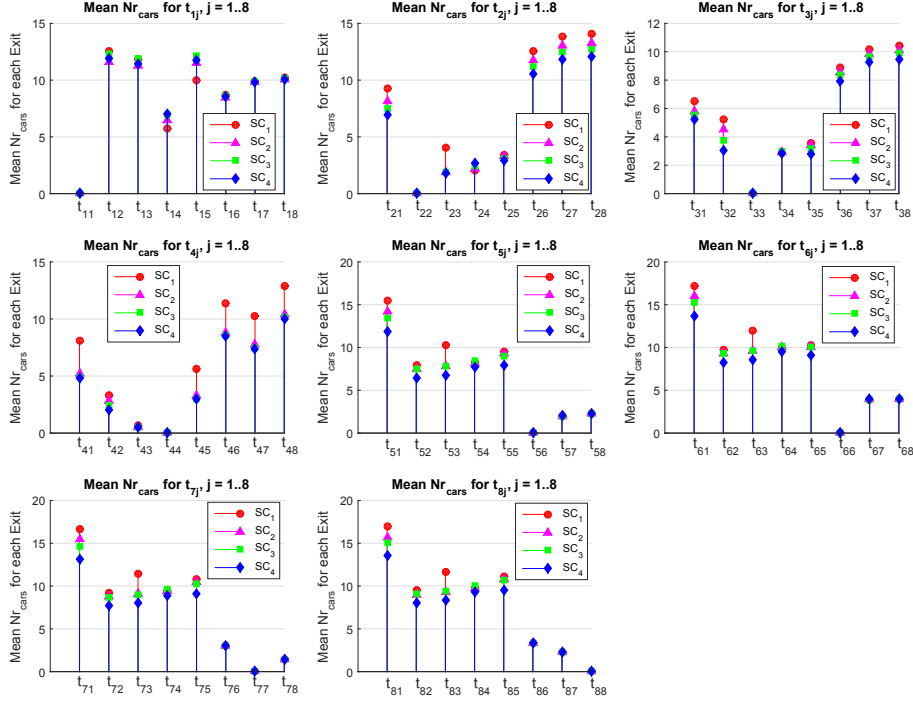 Mean Nr_cars for t_1j, j = 1..8
Mean Nr_cars for each Exit
15
10
5
0
SC_1
SC_2
SC_3
SC_4
t_11 t_12 t_13 t_14 t_15 t_16 t_17 t_18
Mean Nr_cars for t_2j, j = 1..8
Mean Nr_cars for each Exit
15
10
5
0
SC_1
SC_2
SC_3
SC_4
t_21 t_22 t_23 t_24 t_25 t_26 t_27 t_28
Mean Nr_cars for t_3j, j = 1..8
Mean Nr_cars for each Exit
12
10
8
6
4
2
0
SC_1
SC_2
SC_3
SC_4
t_31 t_32 t_33 t_34 t_35 t_36 t_37 t_38
Mean Nr_cars for t_4j, j = 1..8
Mean Nr_cars for each Exit
15
10
5
0
SC_1
SC_2
SC_3
SC_4
t_41 t_42 t_43 t_44 t_45 t_46 t_47 t_48
Mean Nr_cars for t_5j, j = 1..8
Mean Nr_cars for each Exit
20
15
10
5
0
SC_1
SC_2
SC_3
SC_4
t_51 t_52 t_53 t_54 t_55 t_56 t_57 t_58
Mean Nr_cars for t_6j, j = 1..8
Mean Nr_cars for each Exit
20
15
10
5
0
SC_1
SC_2
SC_3
SC_4
t_61 t_62 t_63 t_64 t_65 t_66 t_67 t_68
Mean Nr_cars for t_7j, j = 1..8
Mean Nr_cars for each Exit
20
15
10
5
0
SC_1
SC_2
SC_3
SC_4
t_71 t_72 t_73 t_74 t_75 t_76 t_77 t_78
Mean Nr_cars for t_8j, j = 1..8
Mean Nr_cars for each Exit
20
15
10
5
0
SC_1
SC_2
SC_3
SC_4
t_81 t_82 t_83 t_84 t_85 t_86 t_87 t_88